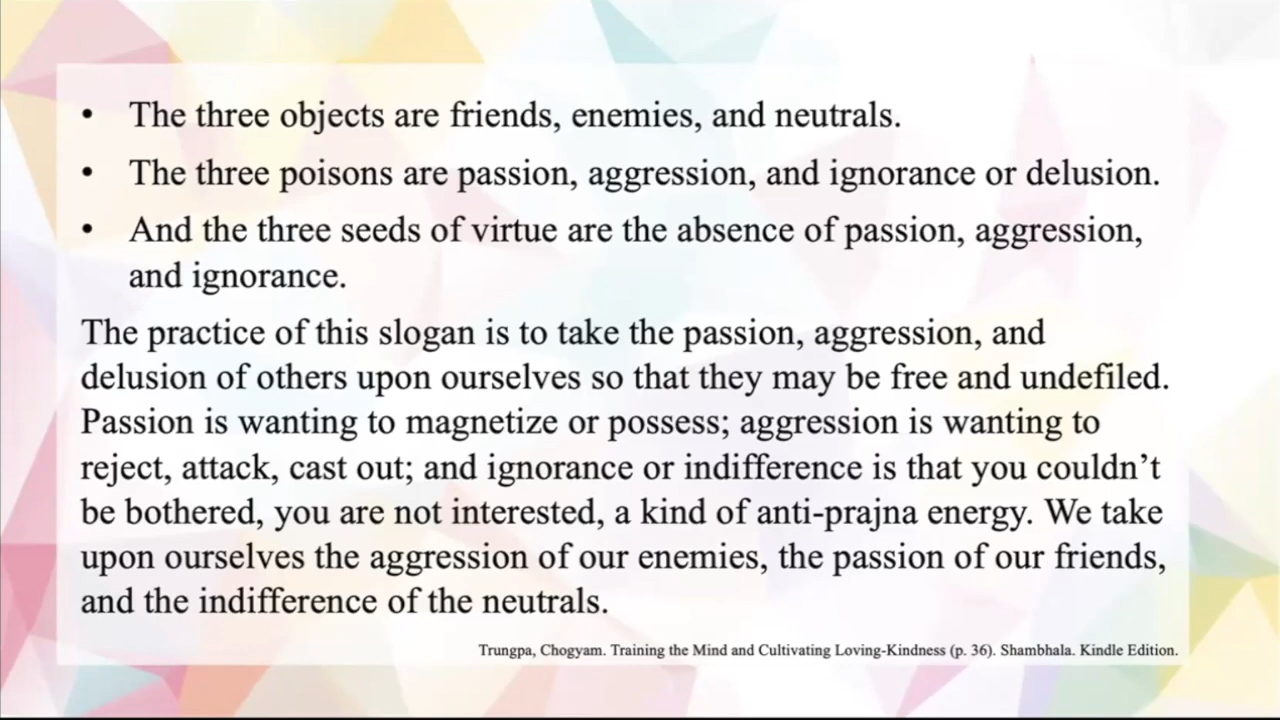 • The three objects are friends, enemies, and neutrals.
• The three poisons are passion, aggression, and ignorance or delusion.
• And the three seeds of virtue are the absence of passion, aggression,
and ignorance.
The practice of this slogan is to take the passion, aggression, and
delusion of others upon ourselves so that they may be free and undefiled.
Passion is wanting to magnetize or possess; aggression is wanting to
reject, attack, cast out; and ignorance or indifference is that you couldn’t
be bothered, you are not interested, a kind of anti-prajna energy. We take
upon ourselves the aggression of our enemies, the passion of our friends,
and the indifference of the neutrals.
Trungpa, Chogyam. Training the Mind and Cultivating Loving-Kindness (p. 36). Shambhala. Kindle Edition.